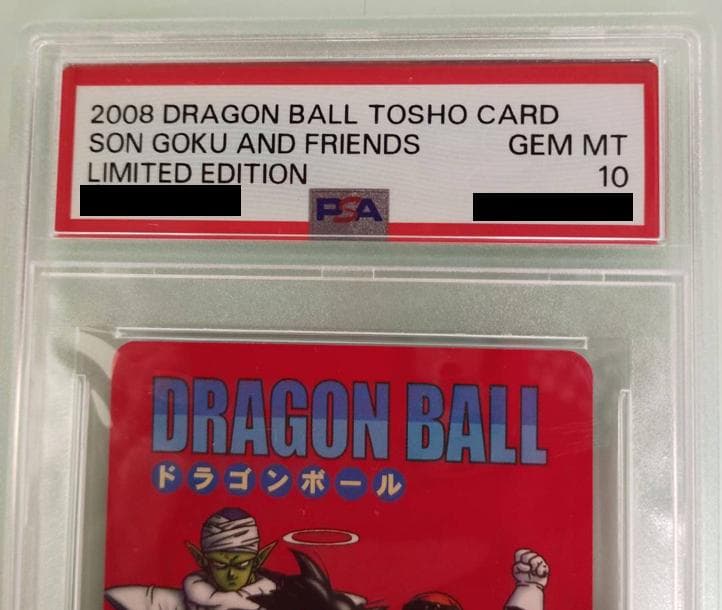 2008 DRAGON BALL TOSHO CARD
SON GOKU AND FRIENDS GEM MT
LIMITED EDITION 10
PSA
DRAGON BALL
ドラゴンボール